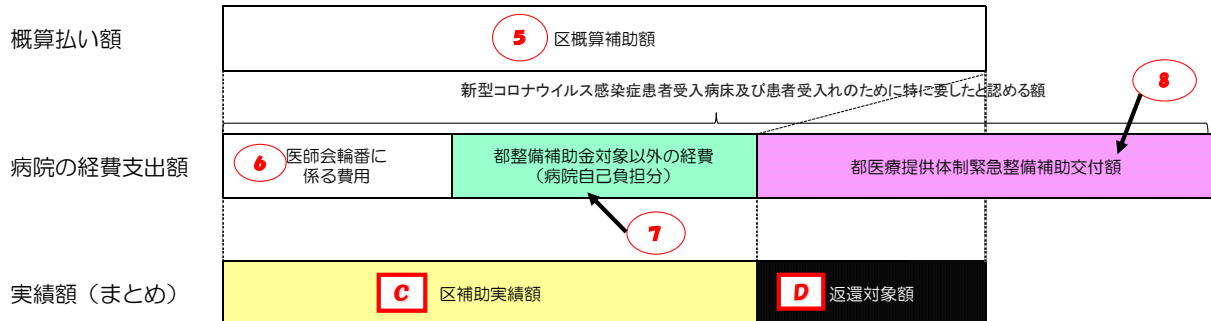 概算払い額
5 区概算補助額
新型コロナウイルス感染症患者受入病床及び患者受入れのために特に要したと認める額
8
病院の経費支出額
6 医師会輪番に
係る費用
都整備補助金対象以外の経費
（病院自己負担分）
都医療提供体制緊急整備補助交付額
7
実績額（まとめ）
C 区補助実績額
D 返還対象額